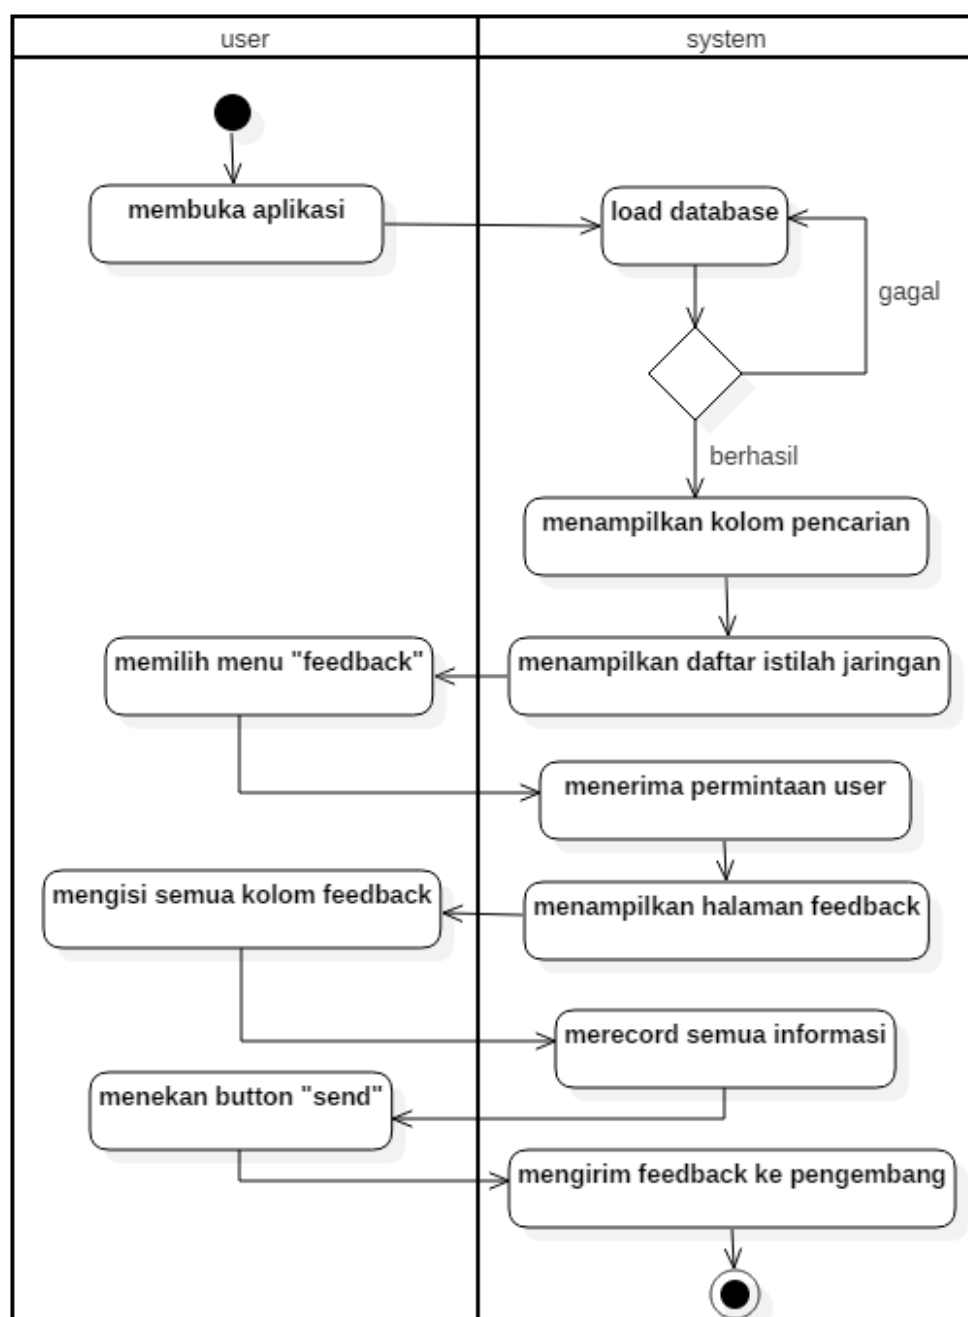 user
system
membuka aplikasi
load database
gagal
berhasil
menampilkan kolom pencarian
memilih menu "feedback"
menampilkan daftar istilah jaringan
menerima permintaan user
mengisi semua kolom feedback
menampilkan halaman feedback
merecord semua informasi
menekan button "send"
mengirim feedback ke pengembang